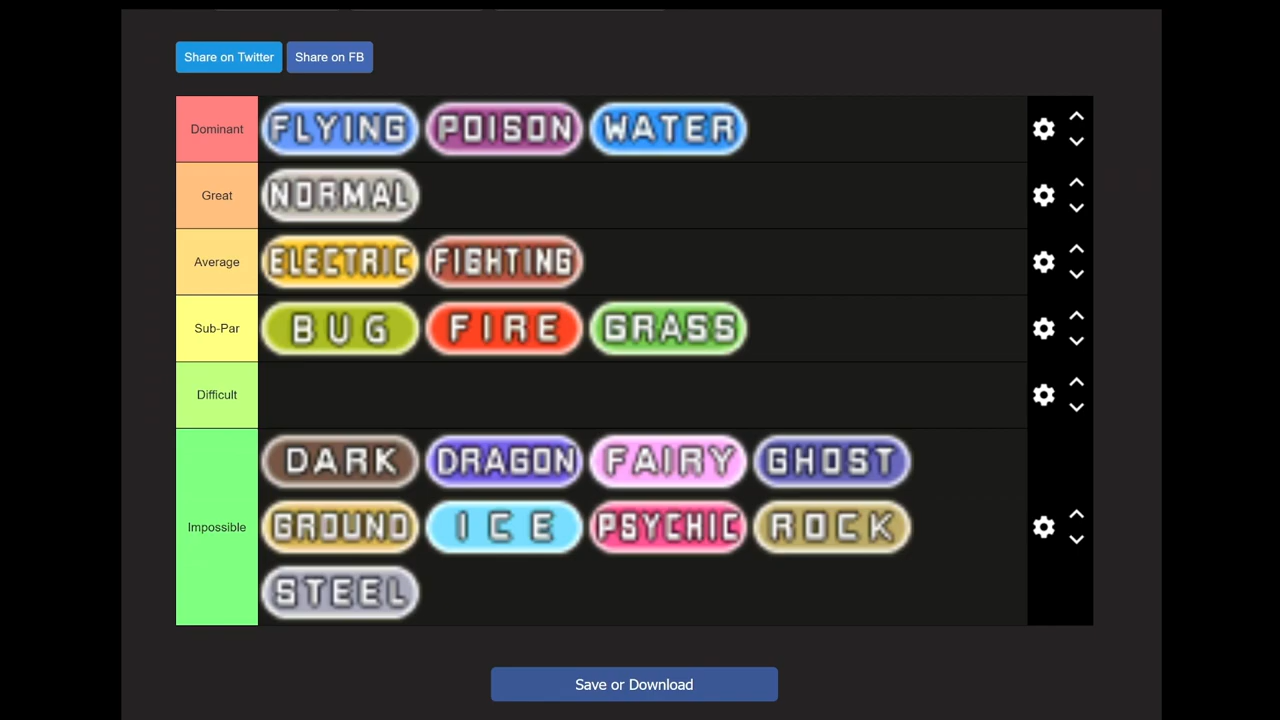 Share on Twitter Share on FB
Dominant FLYING POISON WATER
Great NORMAL
Average ELECTRIC FIGHTING
Sub-Par BUG FIRE GRASS
Difficult
DARK DRAGON FAIRY GHOST
Impossible GROUND ICE PSYCHIC ROCK
STEEL
Save or Download